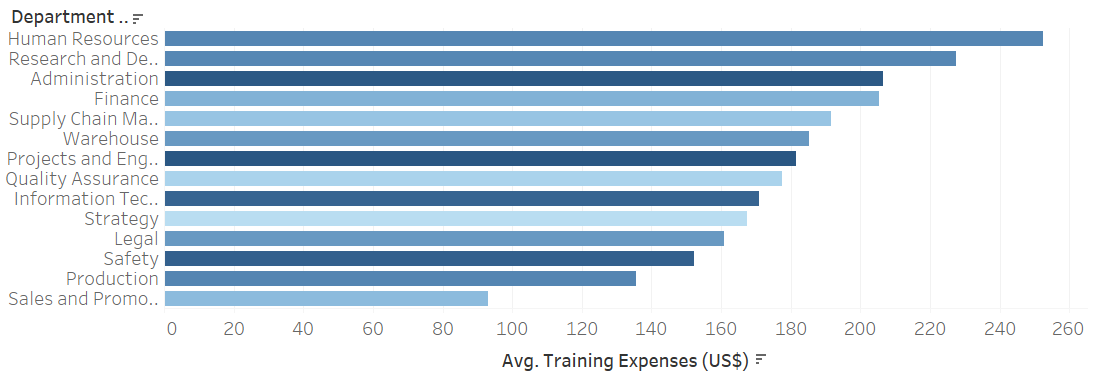 Department ..
Human Resources
Research and De..
Administration
Finance
Supply Chain Ma..
Warehouse
Projects and Eng..
Quality Assurance
Information Tec..
Strategy
Legal
Safety
Production
Sales and Promo..
0 20 40 60 80 100 120 140 160 180 200 220 240 260
Avg. Training Expenses (US$)